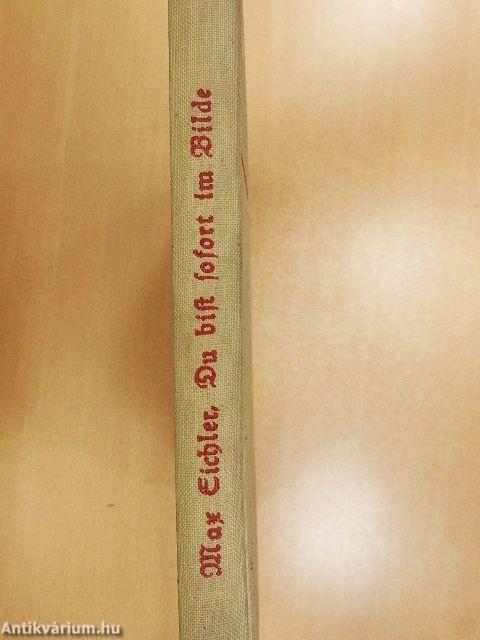 Max Eichler, Du bist sofort im Bilde
Antikvárium.hu